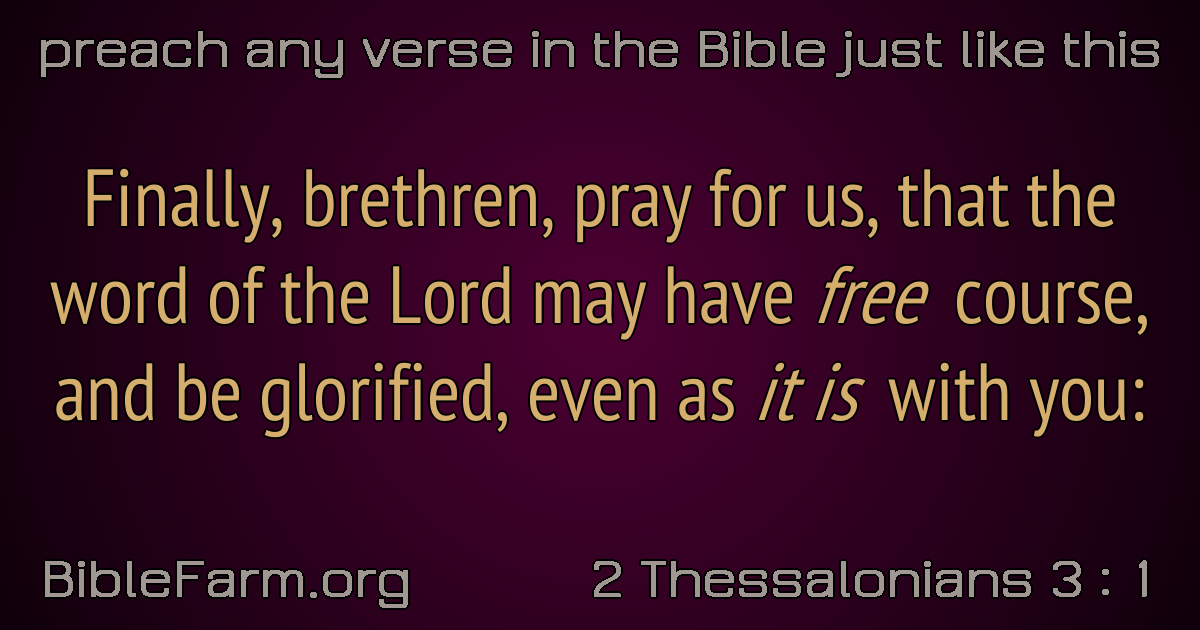 preach any verse in the Bible just like this
Finally, brethren, pray for us, that the
word of the Lord may have free course,
and be glorified, even as it is with you:
BibleFarm.org
2 Thessalonians 3 : 1